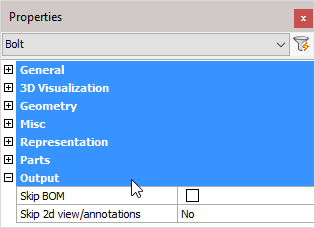 Properties
Bolt
General
3D Visualization
Geometry
Misc
Representation
Parts
Output
Skip BOM
Skip 2d view/annotations No